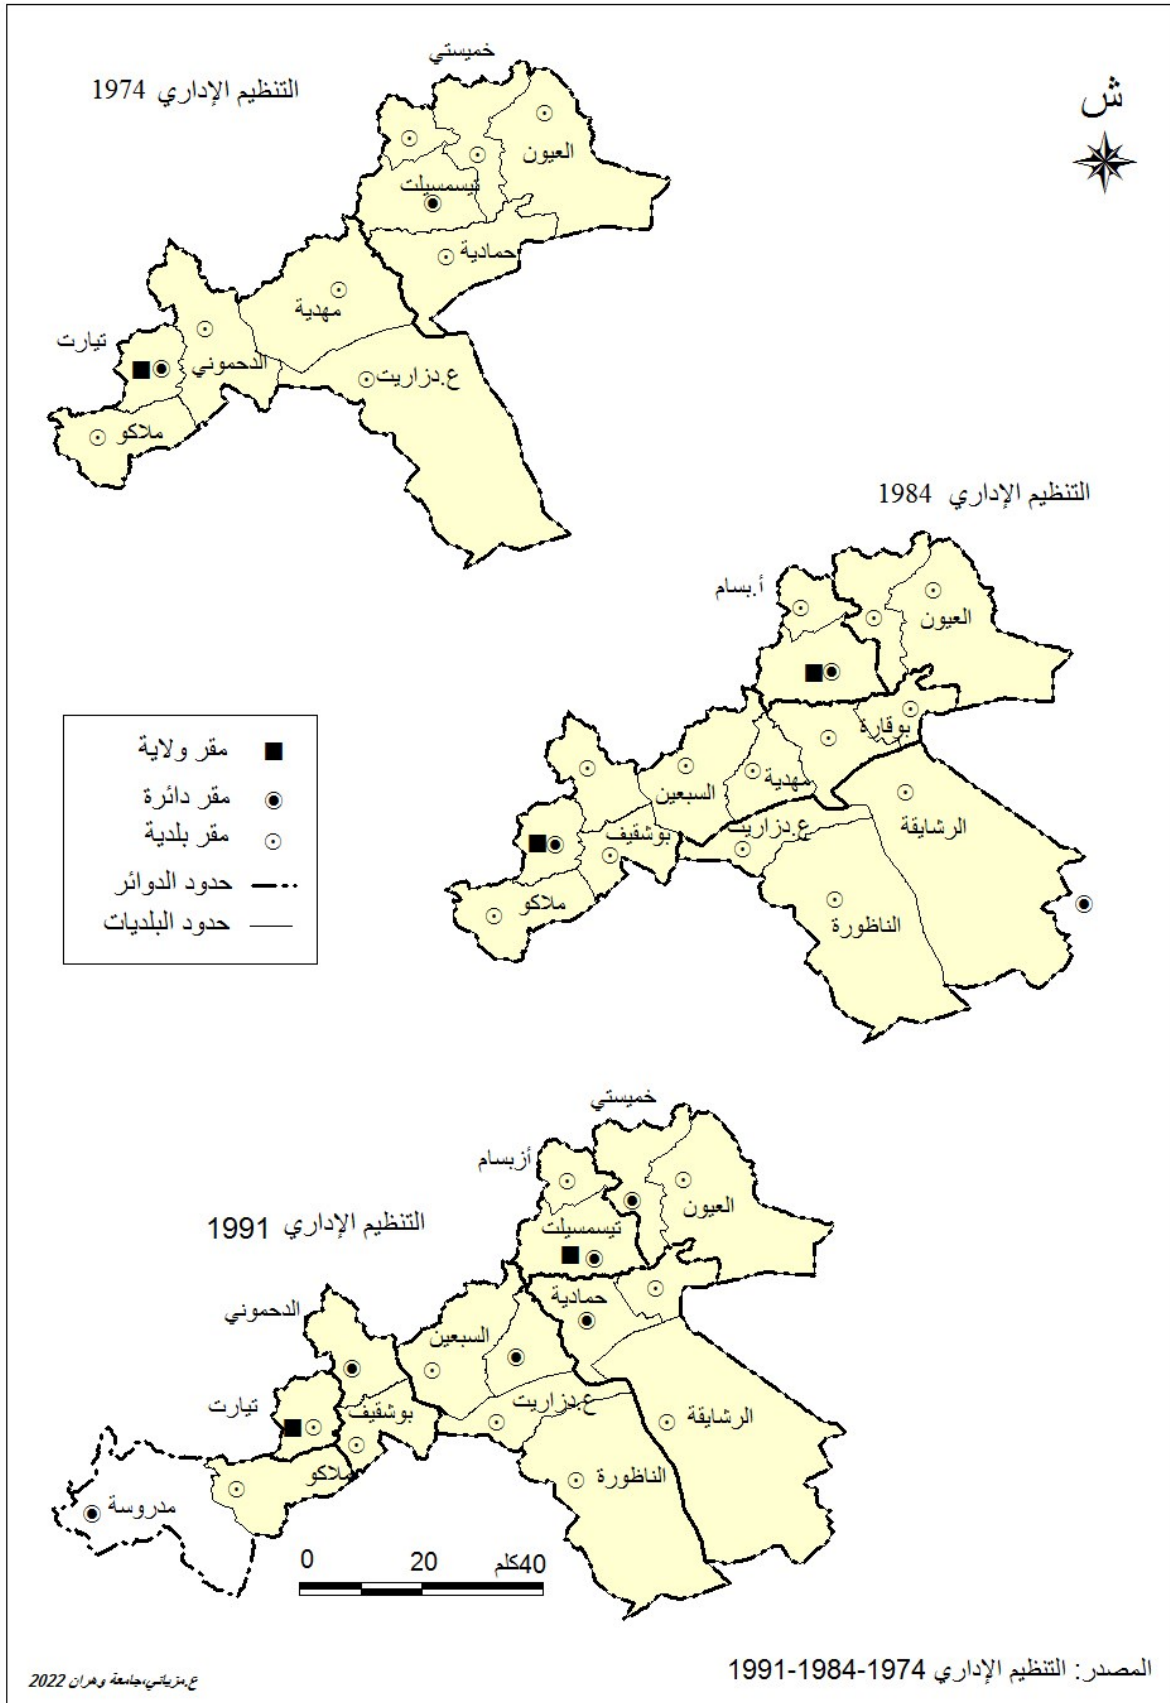 التنظيم الإداري 1974
ش
خميستي
العيون
تيسمسيلت
حمادية
مهدية
تيارت
الدحموني
ع.دزاريت
ملاكو
التنظيم الإداري 1984
أ.بسام
العيون
بوقارة
مهدية
السبعين
الرشايقة
ع.دزاريت
بوشقيف
ملاكو
الناظورة
مقر ولاية
مقر دائرة
مقر بلدية
حدود الدوائر
حدود البلديات
التنظيم الإداري 1991
خميستي
أزبسام
العيون
تيسمسيلت
حمادية
الدحموني
السبعين
تيارت
بوشقيف
ع.دزاريت
الرشايقة
ملاكو
الناظورة
مدروسة
0 20 40كلم
المصدر: التنظيم الإداري 1974-1984-1991
ع.مزياني،جامعة وهران 2022